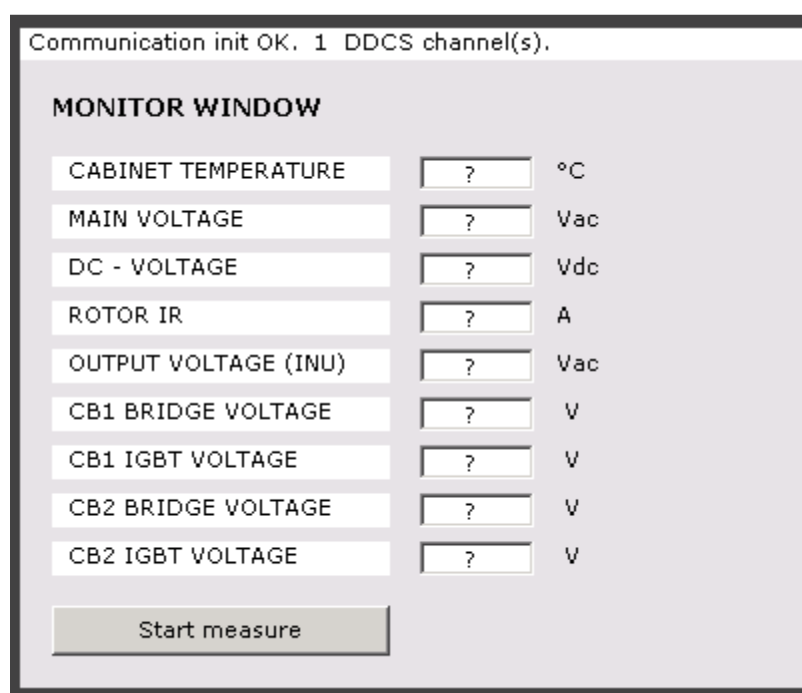 Communication init OK. 1 DDCS channel(s).
MONITOR WINDOW
CABINET TEMPERATURE ? °C
MAIN VOLTAGE ? Vac
DC - VOLTAGE ? Vdc
ROTOR IR ? A
OUTPUT VOLTAGE (INU) ? Vac
CB1 BRIDGE VOLTAGE ? V
CB1 IGBT VOLTAGE ? V
CB2 BRIDGE VOLTAGE ? V
CB2 IGBT VOLTAGE ? V
Start measure